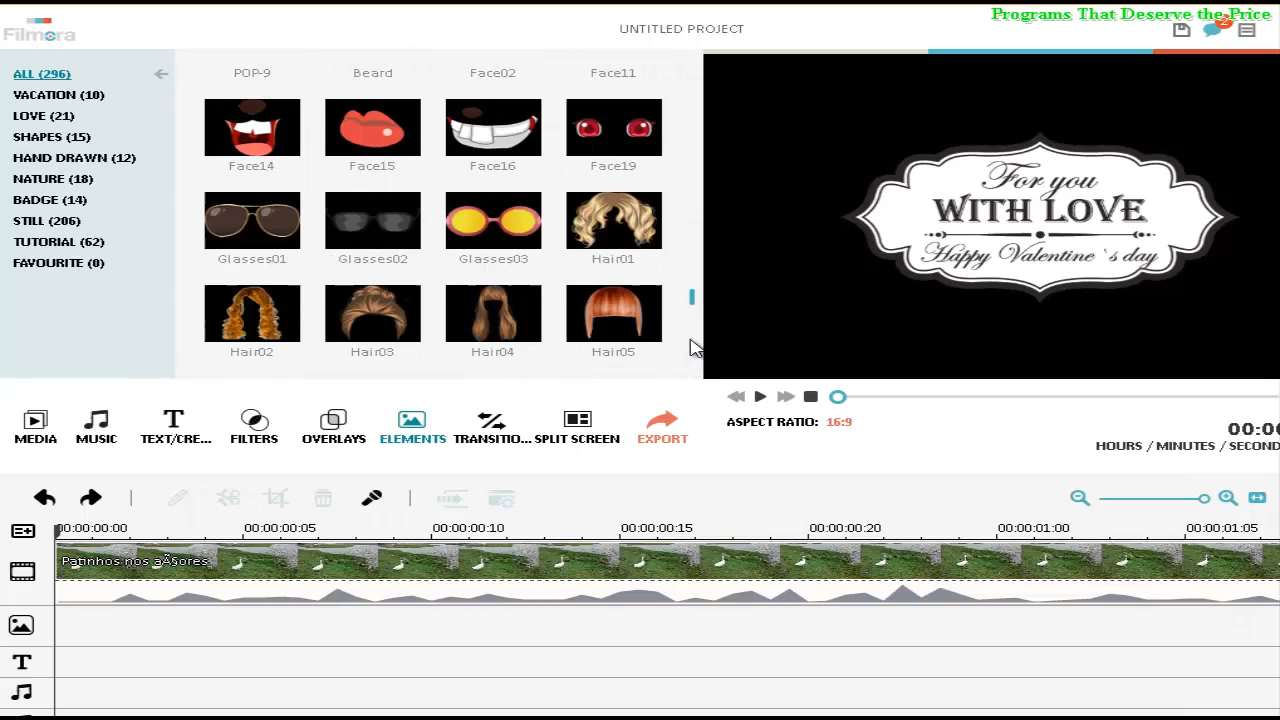 Programs That Deserve the Price
Filmora
UNTITLED PROJECT
2
ALL (296)
VACATION (10)
LOVE (21)
SHAPES (15)
HAND DRAWN (12)
NATURE (18)
BADGE (14)
STILL (206)
TUTORIAL (62)
FAVOURITE (0)
POP-9 Beard Face02 Face11
Face14 Face15 Face16 Face19
Glasses01 Glasses02 Glasses03 Hair01
Hair02 Hair03 Hair04 Hair05
For you
WITH LOVE
Happy Valentine `s day
MEDIA MUSIC TEXT/CRE... FILTERS OVERLAYS ELEMENTS TRANSITIO... SPLIT SCREEN EXPORT
ASPECT RATIO: 16:9
00:00
HOURS / MINUTES / SECOND
00:00:00:00 00:00:00:05 00:00:00:10 00:00:00:15 00:00:00:20 00:00:01:00 00:00:01:05
Patinhos nos aÃ§ores